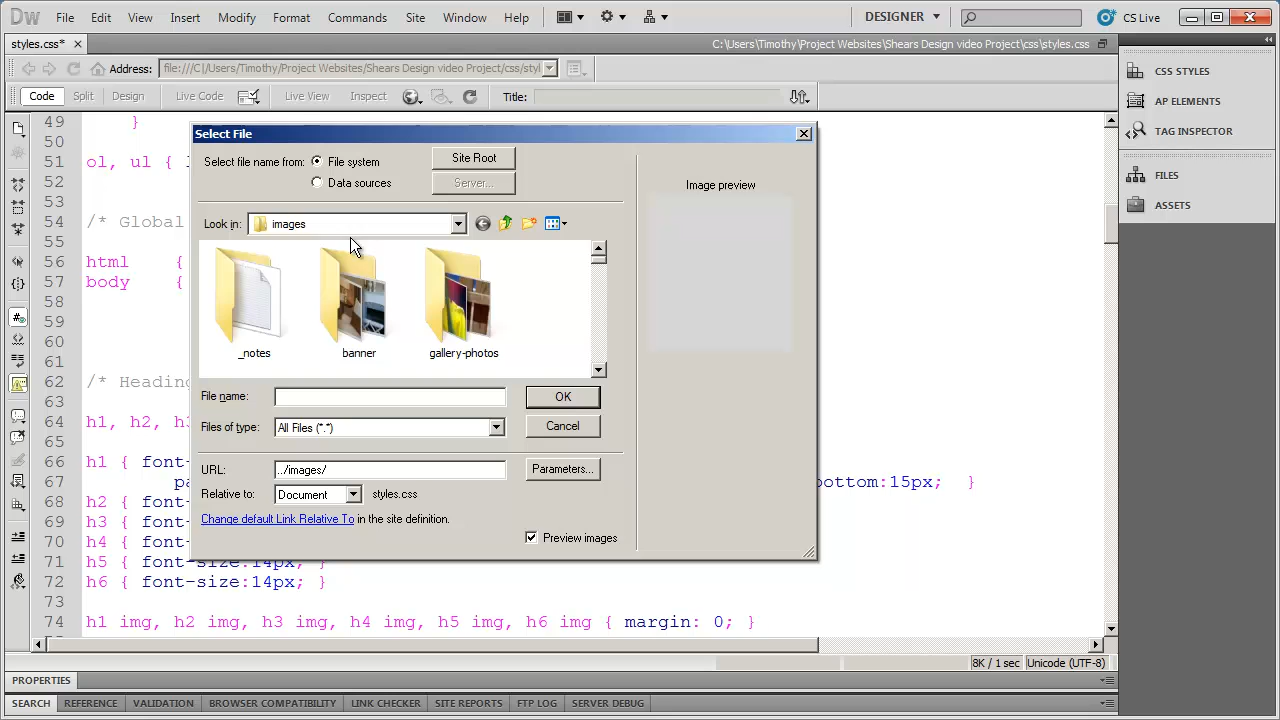 Dw File Edit View Insert Modify Format Commands Site Window Help DESIGNER CS Live
styles.css* C:\Users\Timothy\Project Websites\Shears Design video Project\css\styles.css
Address: file:///C|/Users/Timothy/Project Websites/Shears Design video Project/css/styl
Code Split Design Live Code Live View Inspect Title:
CSS STYLES
AP ELEMENTS
TAG INSPECTOR
FILES
ASSETS
49 }
50
51 ol, ul {
52
53
54 /* Global
55
56 html {
57 body {
58
59
60
61
62 /* Heading
63
64 h1, h2, h3
65
66 h1 { font-
67 pa bottom:15px; }
68 h2 { font-
69 h3 { font-
70 h4 { font-
71 h5 { font-size:14px; }
72 h6 { font-size:14px; }
73
74 h1 img, h2 img, h3 img, h4 img, h5 img, h6 img { margin: 0; }
Select File
Select file name from: File system Site Root
Data sources Server...
Look in: images
_notes banner gallery-photos
File name: OK
Files of type: All Files (*.*) Cancel
URL: ../images/ Parameters...
Relative to: Document styles.css
Change default Link Relative To in the site definition.
Preview images
Image preview
8K / 1 sec Unicode (UTF-8)
PROPERTIES
SEARCH REFERENCE VALIDATION BROWSER COMPATIBILITY LINK CHECKER SITE REPORTS FTP LOG SERVER DEBUG